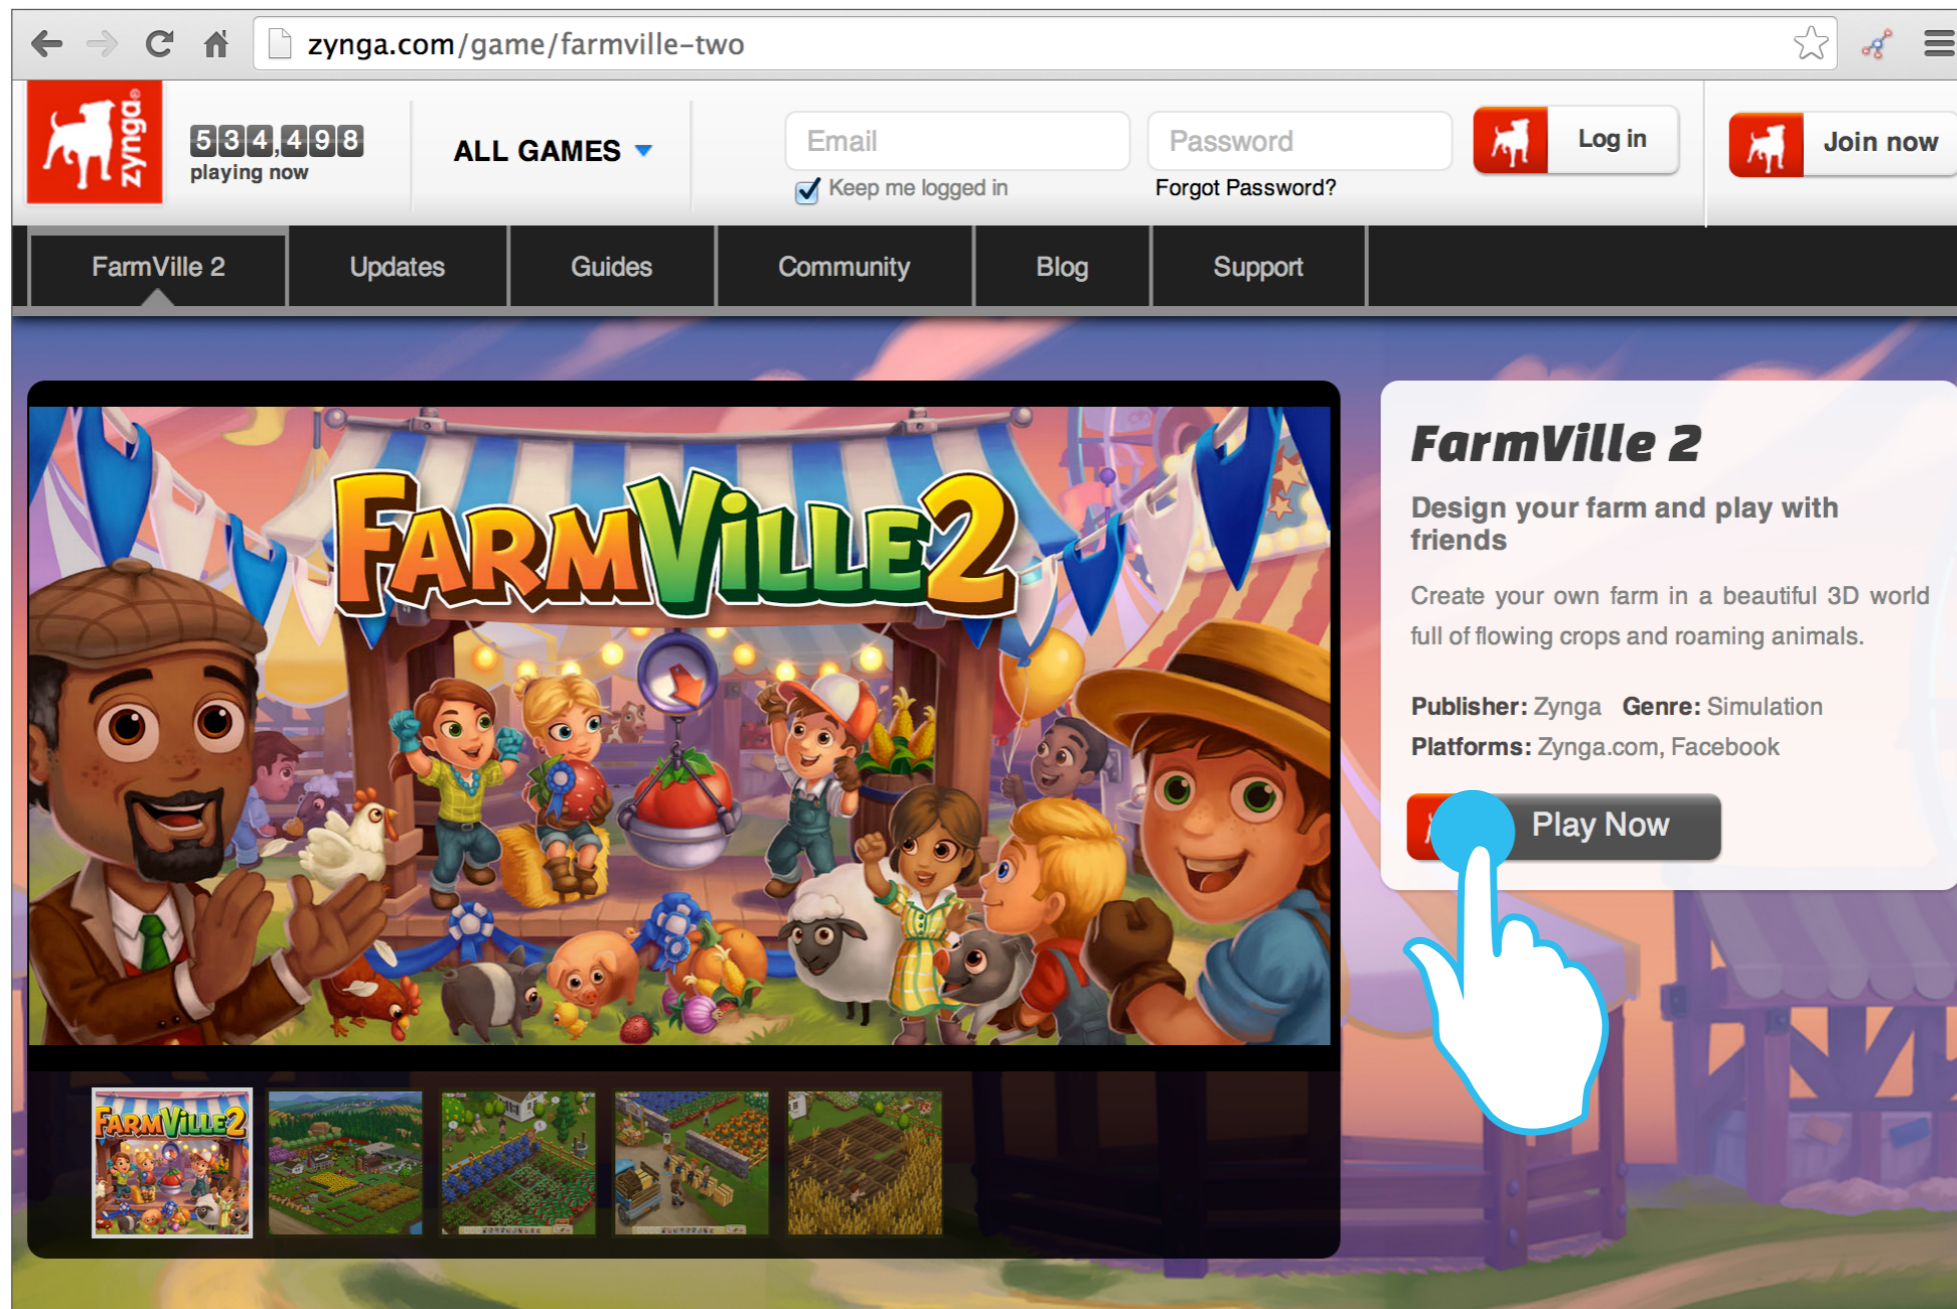 zynga.com/game/farmville-two
zynga®
534,498
playing now
ALL GAMES
Email
Password
Log in
Join now
Keep me logged in
Forgot Password?
FarmVille 2
Updates
Guides
Community
Blog
Support
FARMVILLE2
FarmVille 2
Design your farm and play with
friends
Create your own farm in a beautiful 3D world
full of flowing crops and roaming animals.
Publisher: Zynga Genre: Simulation
Platforms: Zynga.com, Facebook
Play Now
FARMVILLE2